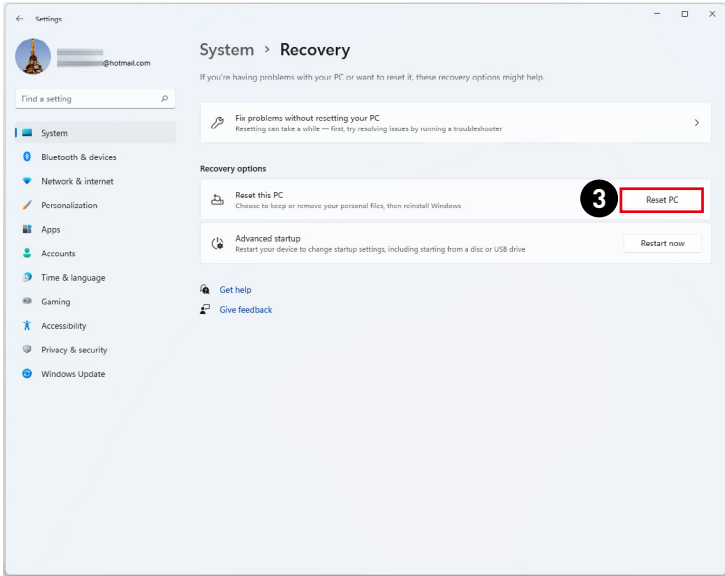 Settings
@hotmail.com
Find a setting
System
Bluetooth & devices
Network & internet
Personalization
Apps
Accounts
Time & language
Gaming
Accessibility
Privacy & security
Windows Update
System > Recovery
If you're having problems with your PC or want to reset it, these recovery options might help.
Fix problems without resetting your PC
Resetting can take a while — first, try resolving issues by running a troubleshooter
Recovery options
Reset this PC
Choose to keep or remove your personal files, then reinstall Windows
3
Reset PC
Advanced startup
Restart your device to change startup settings, including starting from a disc or USB drive
Restart now
Get help
Give feedback